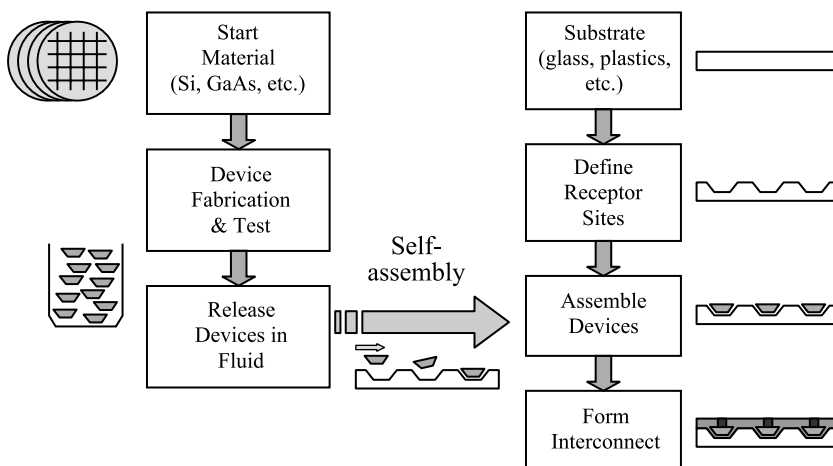 Start
Material
(Si, GaAs, etc.)
Device
Fabrication
& Test
Release
Devices in
Fluid
Self-
assembly
Substrate
(glass, plastics,
etc.)
Define
Receptor
Sites
Assemble
Devices
Form
Interconnect